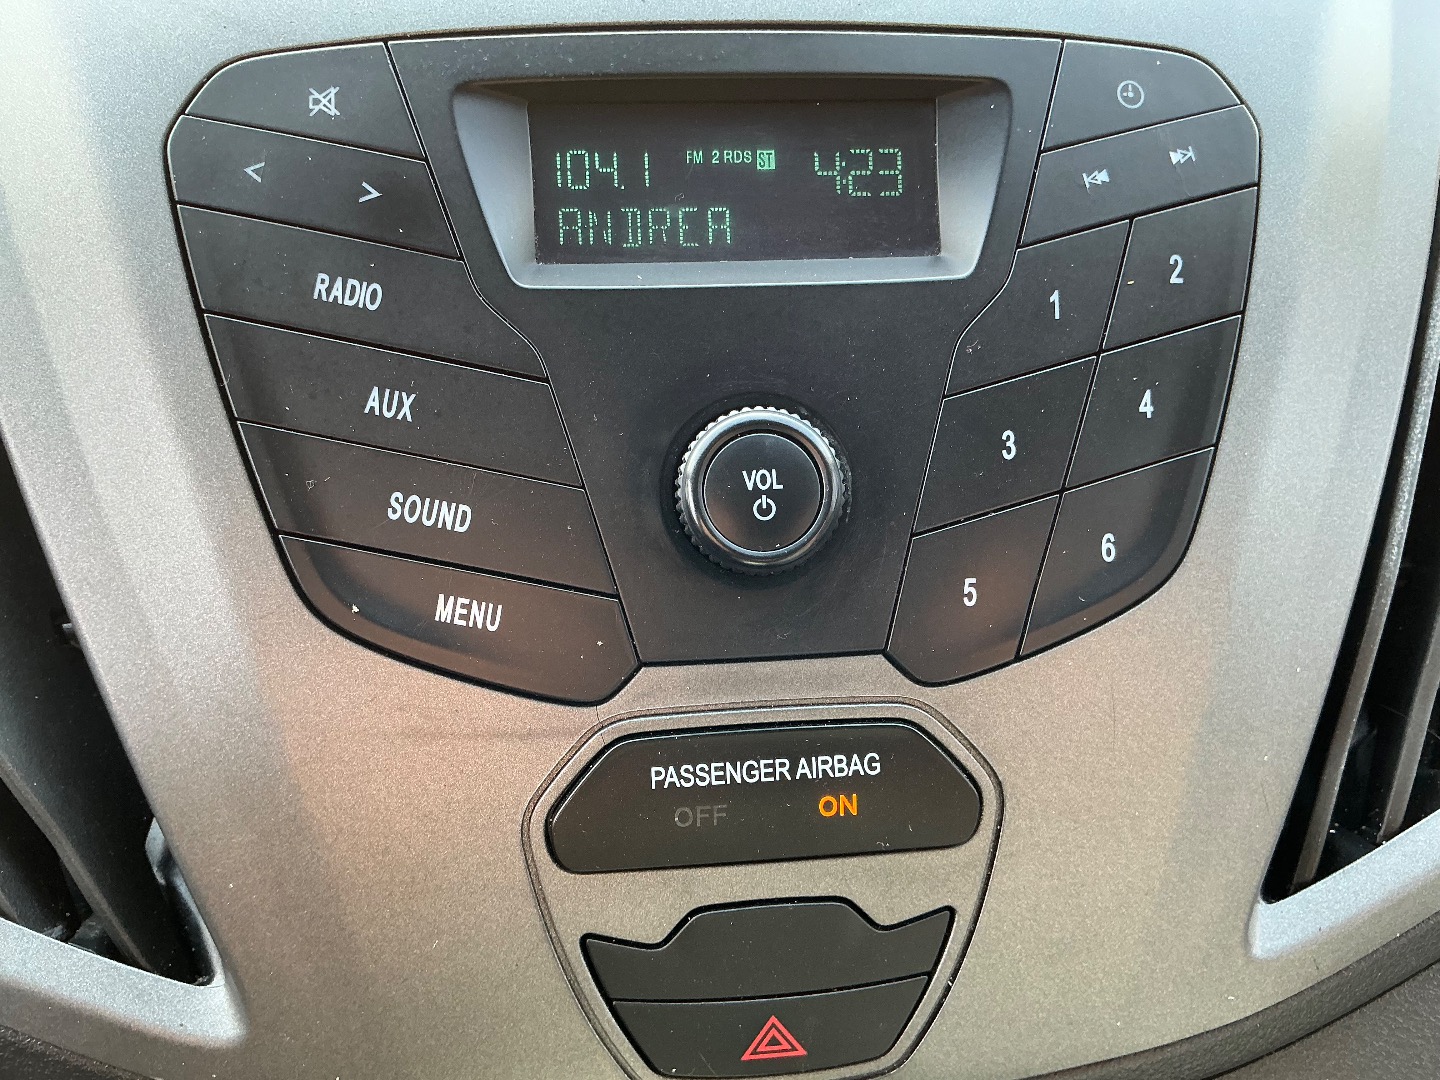 104.1 FM 2 RDS ST 4:23
ANDREA
RADIO
AUX
SOUND
MENU
VOL
1
2
3
4
5
6
PASSENGER AIRBAG
OFF ON